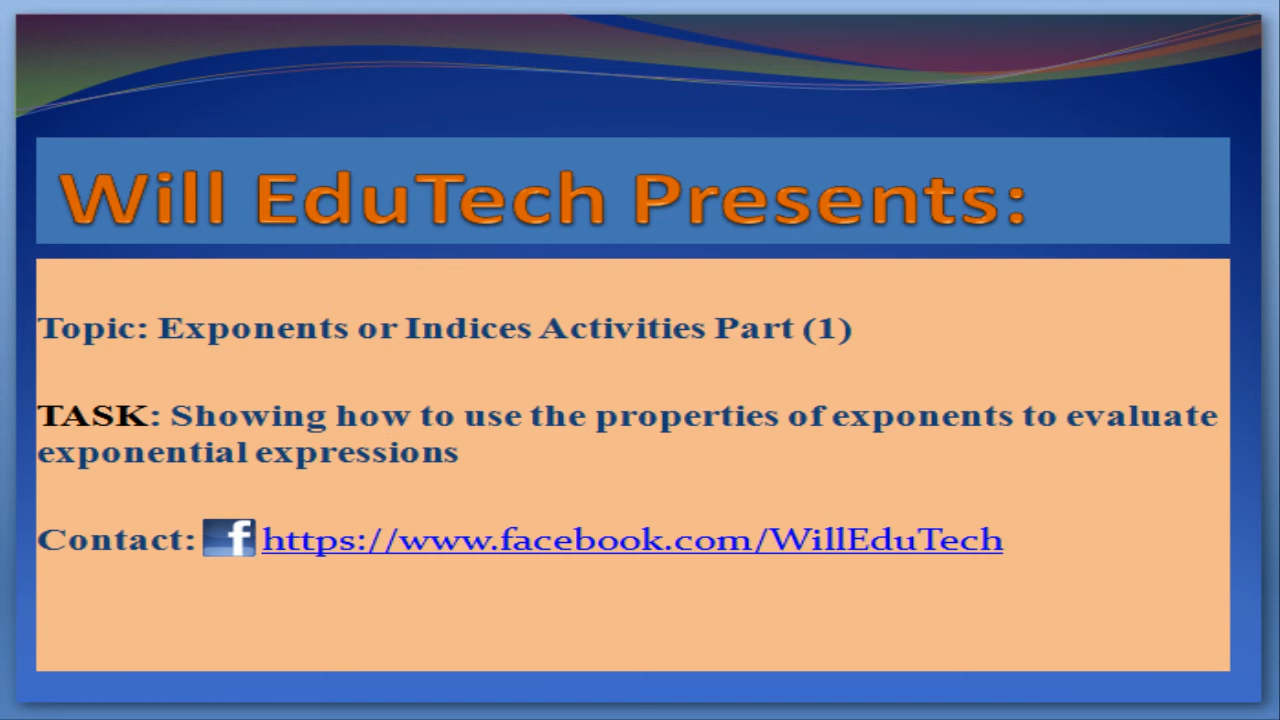 Will EduTech Presents:
Topic: Exponents or Indices Activities Part (1)
TASK: Showing how to use the properties of exponents to evaluate
exponential expressions
Contact: f https://www.facebook.com/WillEduTech